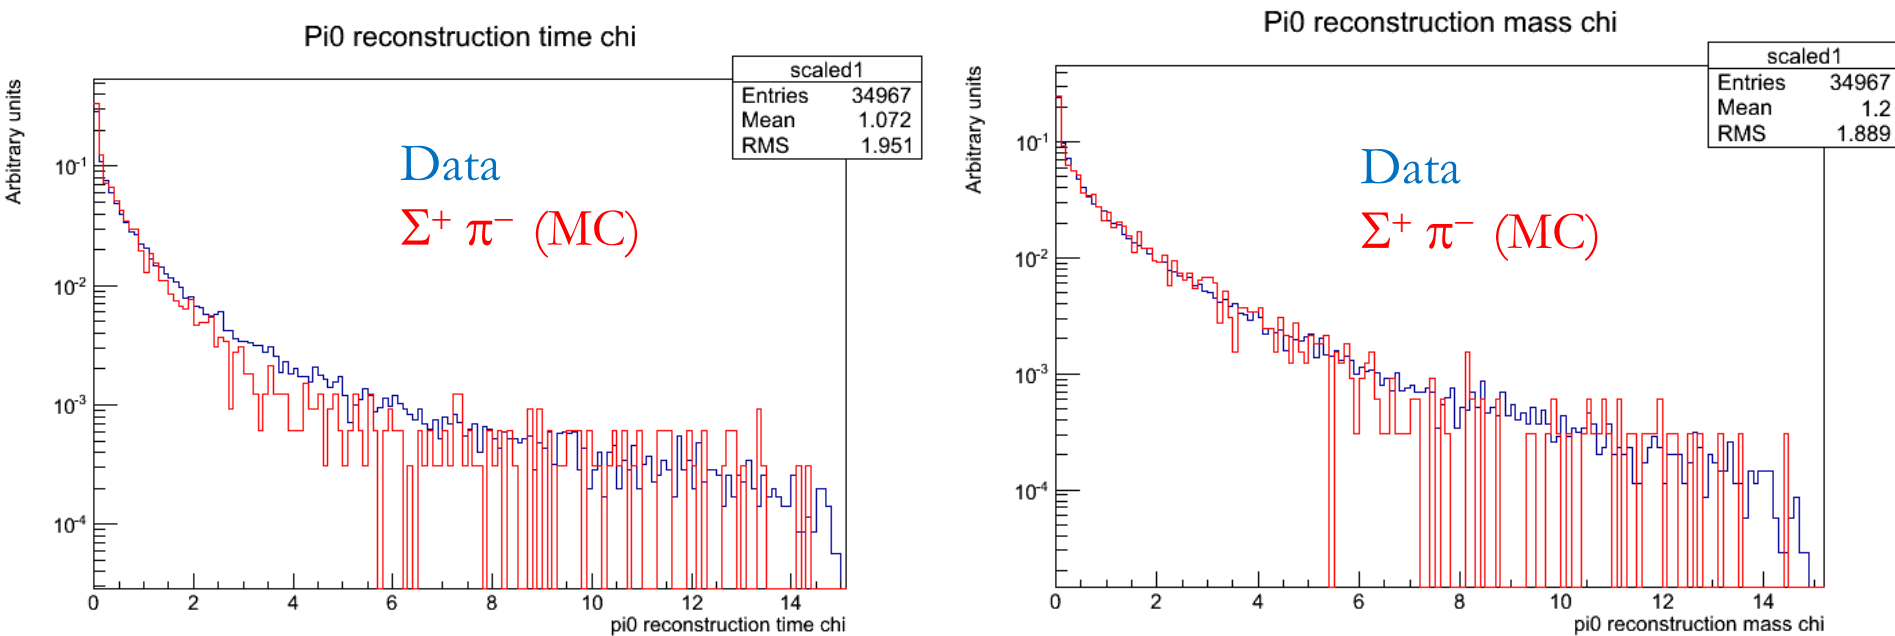 Pi0 reconstruction time chi
scaled1
Entries 34967
Mean 1.072
RMS 1.951
Arbitrary units
10⁻¹
10⁻²
10⁻³
10⁻⁴
Data
Σ⁺ π⁻ (MC)
0 2 4 6 8 10 12 14
pi0 reconstruction time chi
Pi0 reconstruction mass chi
scaled1
Entries 34967
Mean 1.2
RMS 1.889
Arbitrary units
10⁻¹
10⁻²
10⁻³
10⁻⁴
Data
Σ⁺ π⁻ (MC)
0 2 4 6 8 10 12 14
pi0 reconstruction mass chi